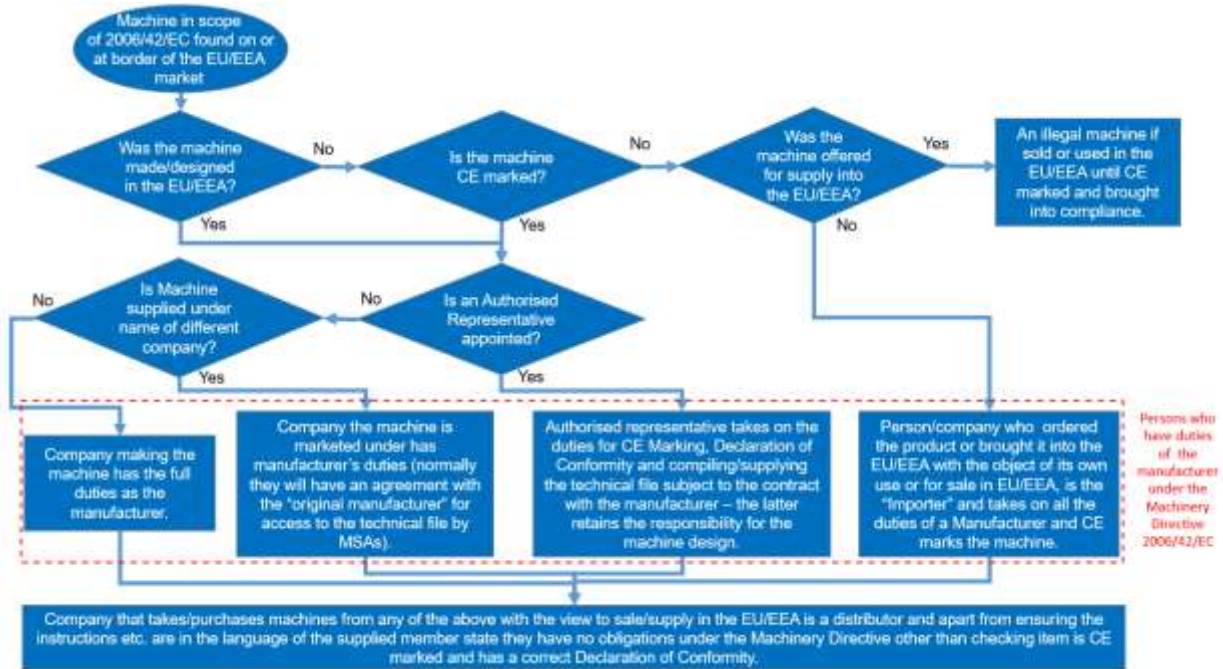 Machine in scope
of 2006/42/EC found on or
at border of the EU/EEA
market
Was the machine
made/designed
in the EU/EEA?
No
Is the machine
CE marked?
No
Was the
machine offered
for supply into
the EU/EEA?
Yes
An illegal machine if
sold or used in the
EU/EEA until CE
marked and brought
into compliance.
Yes
Yes
No
No
Is Machine
supplied under
name of different
company?
No
Is an Authorised
Representative
appointed?
Yes
Yes
Company making the
machine has the full
duties as the
manufacturer.
Company the machine is
marketed under has
manufacturer's duties (normally
they will have an agreement with
the "original manufacturer" for
access to the technical file by
MSAs).
Authorised representative takes on the
duties for CE Marking, Declaration of
Conformity and compiling/supplying
the technical file subject to the contract
with the manufacturer – the latter
retains the responsibility for the
machine design.
Person/company who ordered
the product or brought it into the
EU/EEA with the object of its own
use or for sale in EU/EEA, is the
"Importer" and takes on all the
duties of a Manufacturer and CE
marks the machine.
Persons who
have duties
of the
manufacturer
under the
Machinery
Directive
2006/42/EC
Company that takes/purchases machines from any of the above with the view to sale/supply in the EU/EEA is a distributor and apart from ensuring the
instructions etc. are in the language of the supplied member state they have no obligations under the Machinery Directive other than checking item is CE
marked and has a correct Declaration of Conformity.